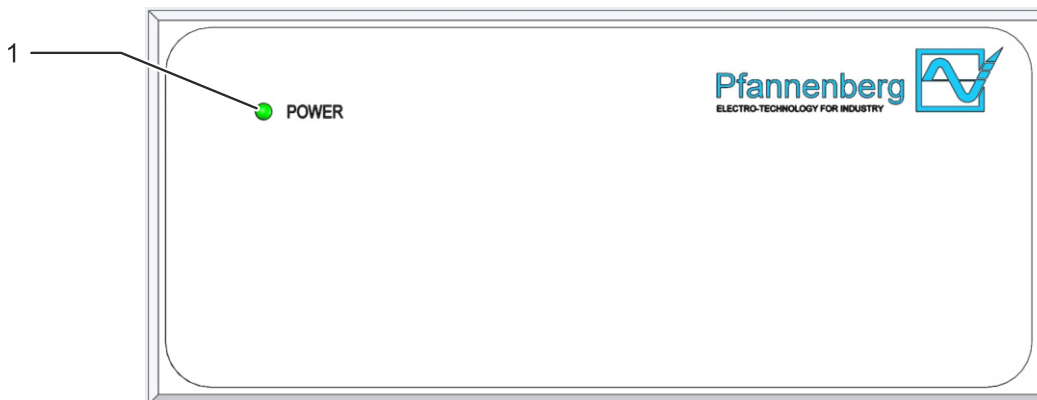 1
POWER
Pfannenberg
ELECTRO-TECHNOLOGY FOR INDUSTRY